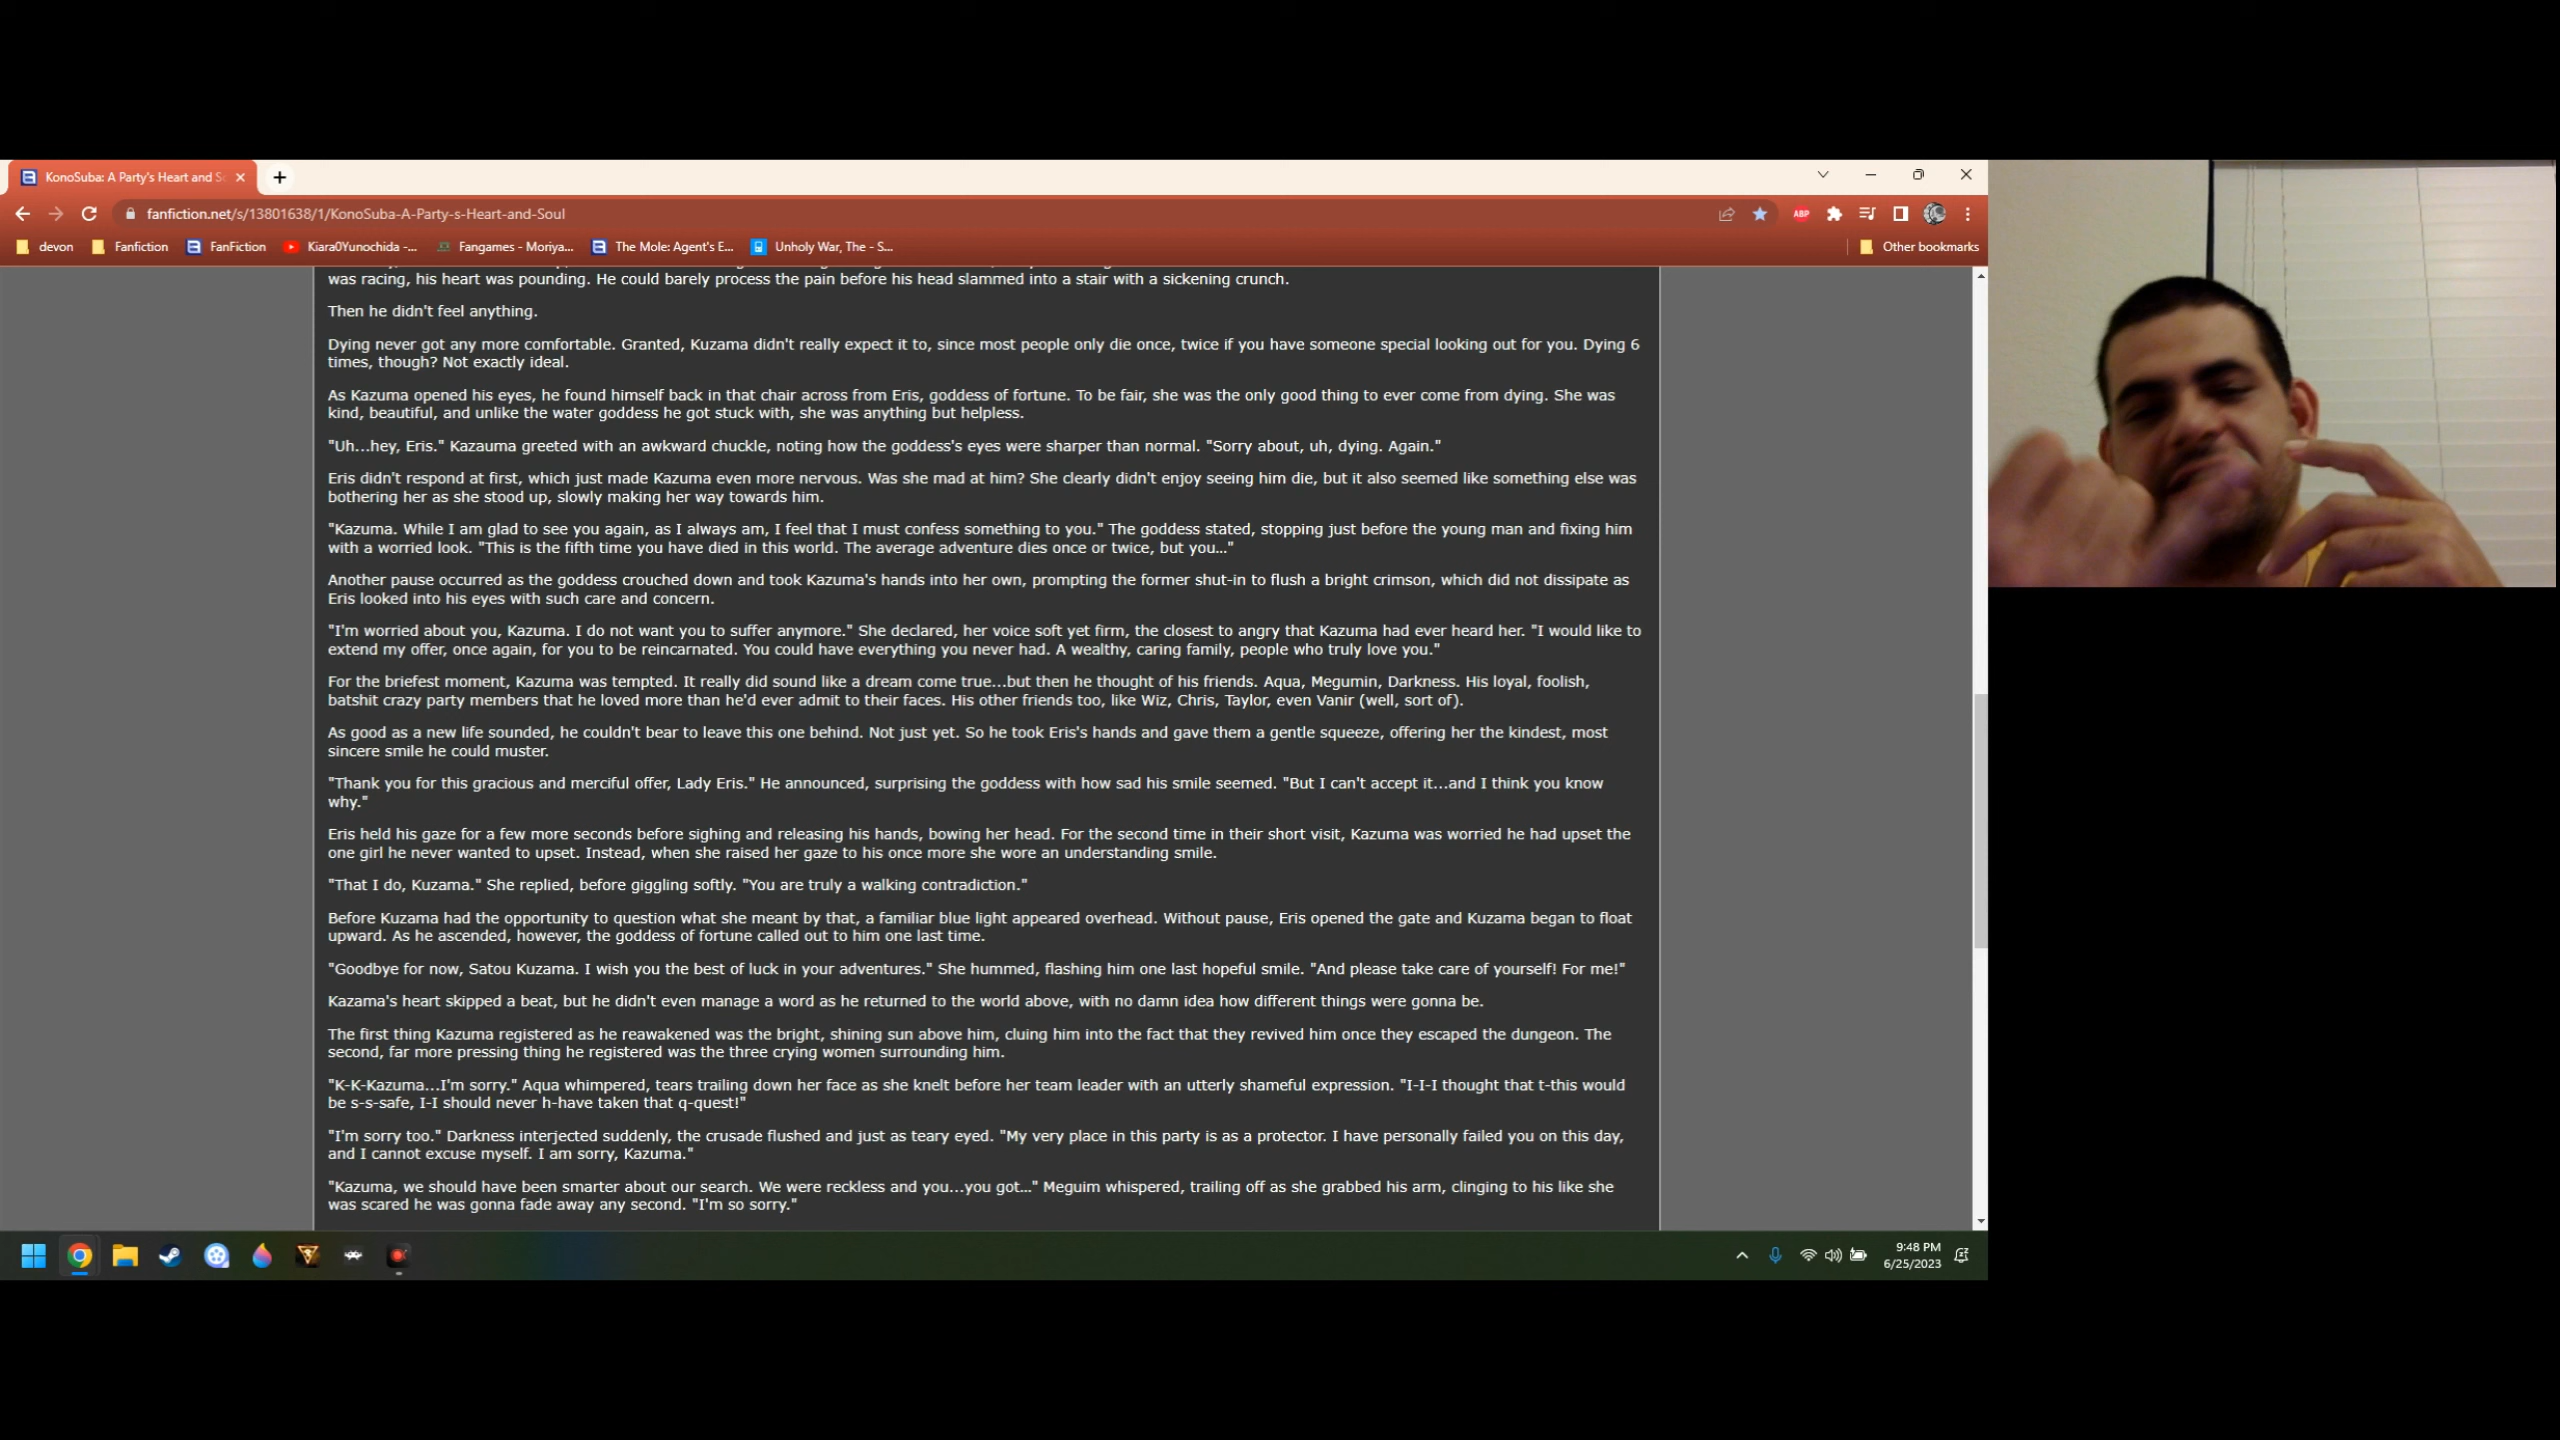 KonoSuba: A Party's Heart and S
fanfiction.net/s/13801638/1/KonoSuba-A-Party-s-Heart-and-Soul
ABP
devon
Fanfiction
FanFiction
Kiara0Yunochida -...
Fangames - Moriya...
The Mole: Agent's E...
Unholy War, The - S...
Other bookmarks
was racing, his heart was pounding. He could barely process the pain before his head slammed into a stair with a sickening crunch.
Then he didn't feel anything.
Dying never got any more comfortable. Granted, Kuzama didn't really expect it to, since most people only die once, twice if you have someone special looking out for you. Dying 6
times, though? Not exactly ideal.
As Kazuma opened his eyes, he found himself back in that chair across from Eris, goddess of fortune. To be fair, she was the only good thing to ever come from dying. She was
kind, beautiful, and unlike the water goddess he got stuck with, she was anything but helpless.
"Uh...hey, Eris." Kazauma greeted with an awkward chuckle, noting how the goddess's eyes were sharper than normal. "Sorry about, uh, dying. Again."
Eris didn't respond at first, which just made Kazuma even more nervous. Was she mad at him? She clearly didn't enjoy seeing him die, but it also seemed like something else was
bothering her as she stood up, slowly making her way towards him.
"Kazuma. While I am glad to see you again, as I always am, I feel that I must confess something to you." The goddess stated, stopping just before the young man and fixing him
with a worried look. "This is the fifth time you have died in this world. The average adventure dies once or twice, but you..."
Another pause occurred as the goddess crouched down and took Kazuma's hands into her own, prompting the former shut-in to flush a bright crimson, which did not dissipate as
Eris looked into his eyes with such care and concern.
"I'm worried about you, Kazuma. I do not want you to suffer anymore." She declared, her voice soft yet firm, the closest to angry that Kazuma had ever heard her. "I would like to
extend my offer, once again, for you to be reincarnated. You could have everything you never had. A wealthy, caring family, people who truly love you."
For the briefest moment, Kazuma was tempted. It really did sound like a dream come true...but then he thought of his friends. Aqua, Megumin, Darkness. His loyal, foolish,
batshit crazy party members that he loved more than he'd ever admit to their faces. His other friends too, like Wiz, Chris, Taylor, even Vanir (well, sort of).
As good as a new life sounded, he couldn't bear to leave this one behind. Not just yet. So he took Eris's hands and gave them a gentle squeeze, offering her the kindest, most
sincere smile he could muster.
"Thank you for this gracious and merciful offer, Lady Eris." He announced, surprising the goddess with how sad his smile seemed. "But I can't accept it...and I think you know
why."
Eris held his gaze for a few more seconds before sighing and releasing his hands, bowing her head. For the second time in their short visit, Kazuma was worried he had upset the
one girl he never wanted to upset. Instead, when she raised her gaze to his once more she wore an understanding smile.
"That I do, Kuzama." She replied, before giggling softly. "You are truly a walking contradiction."
Before Kuzama had the opportunity to question what she meant by that, a familiar blue light appeared overhead. Without pause, Eris opened the gate and Kuzama began to float
upward. As he ascended, however, the goddess of fortune called out to him one last time.
"Goodbye for now, Satou Kuzama. I wish you the best of luck in your adventures." She hummed, flashing him one last hopeful smile. "And please take care of yourself! For me!"
Kazama's heart skipped a beat, but he didn't even manage a word as he returned to the world above, with no damn idea how different things were gonna be.
The first thing Kazuma registered as he reawakened was the bright, shining sun above him, cluing him into the fact that they revived him once they escaped the dungeon. The
second, far more pressing thing he registered was the three crying women surrounding him.
"K-K-Kazuma...I'm sorry." Aqua whimpered, tears trailing down her face as she knelt before her team leader with an utterly shameful expression. "I-I-I thought that t-this would
be s-s-safe, I-I should never h-have taken that q-quest!"
"I'm sorry too." Darkness interjected suddenly, the crusade flushed and just as teary eyed. "My very place in this party is as a protector. I have personally failed you on this day,
and I cannot excuse myself. I am sorry, Kazuma."
"Kazuma, we should have been smarter about our search. We were reckless and you...you got..." Meguim whispered, trailing off as she grabbed his arm, clinging to his like she
was scared he was gonna fade away any second. "I'm so sorry."
9:48 PM
6/25/2023